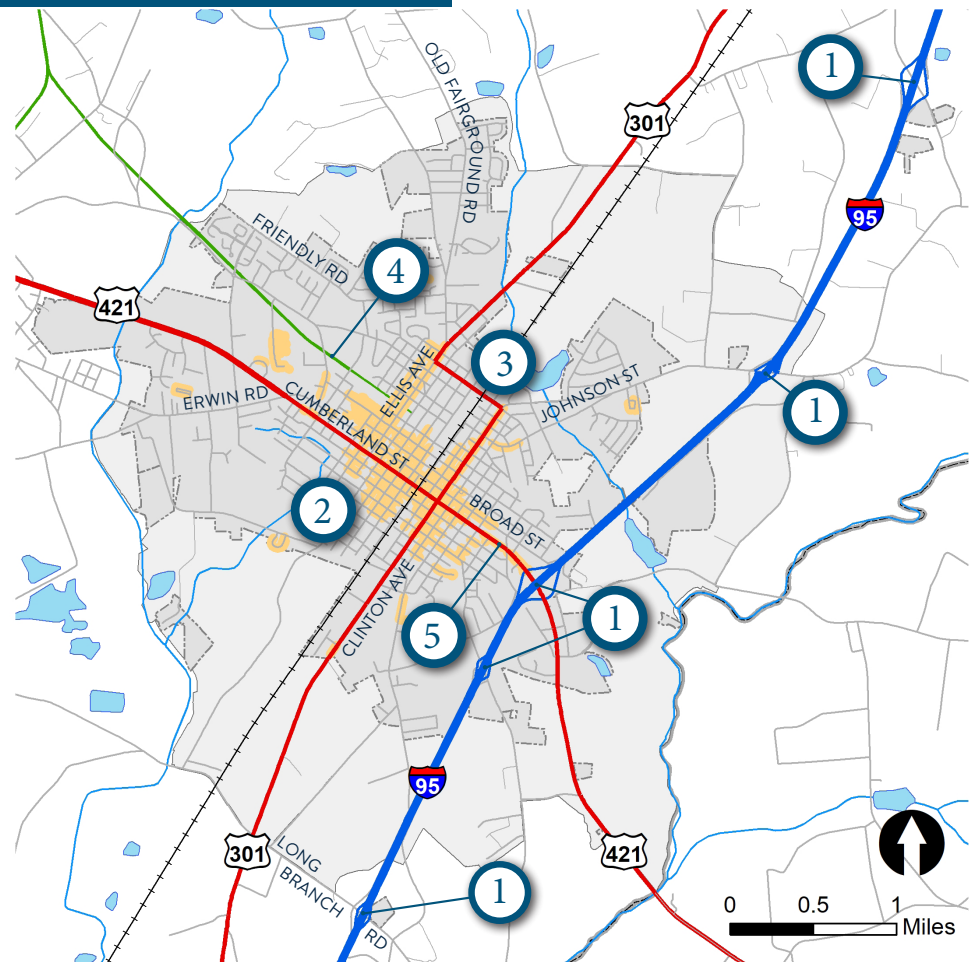 1
OLD FAIRGROUND RD
301
95
FRIENDLY RD
4
421
3
ELLIS AVE
JOHNSON ST
1
ERWIN RD
CUMBERLAND ST
2
BROAD ST
CLINTON AVE
5
1
95
301
LONG
BRANCH
RD
421
1
0 0.5 1
Miles